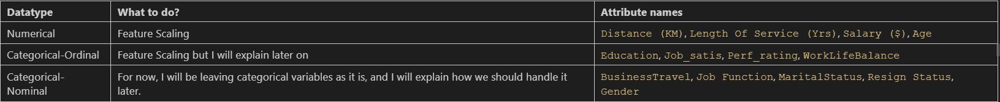 Datatype What to do? Attribute names
Numerical Feature Scaling Distance (KM), Length Of Service (Yrs), Salary ($), Age
Categorical-Ordinal Feature Scaling but I will explain later on Education, Job_satis, Perf_rating, WorkLifeBalance
Categorical-
Nominal
For now, I will be leaving categorical variables as it is, and I will explain how we should handle it
later.
BusinessTravel, Job Function, MaritalStatus, Resign Status,
Gender